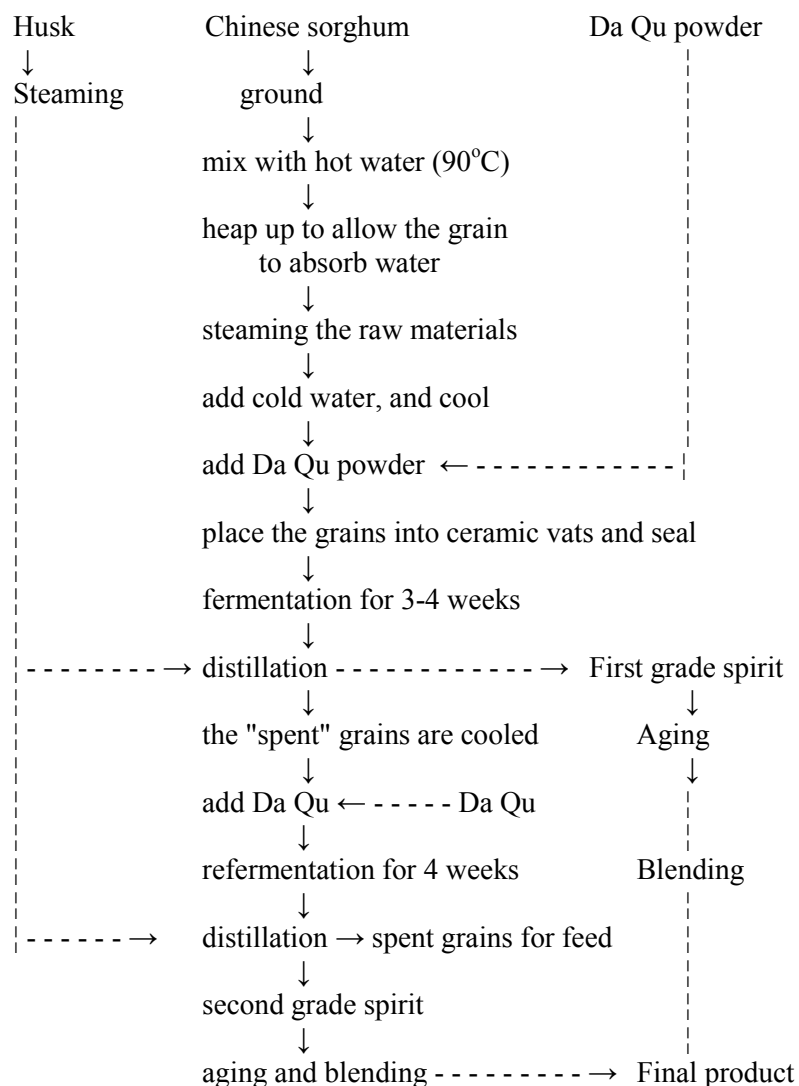 Husk Chinese sorghum Da Qu powder
↓ ↓
Steaming ground
↓
mix with hot water (90°C)
↓
heap up to allow the grain
to absorb water
↓
steaming the raw materials
↓
add cold water, and cool
↓
add Da Qu powder ← - - - - - - - - - - - -
↓
place the grains into ceramic vats and seal
↓
fermentation for 3-4 weeks
↓
- - - - - - - - → distillation - - - - - - - - - - - - → First grade spirit
↓ ↓
the "spent" grains are cooled Aging
↓ ↓
add Da Qu ← - - - - - Da Qu
↓
refermentation for 4 weeks Blending
↓
- - - - - - → distillation → spent grains for feed
↓
second grade spirit
↓
aging and blending - - - - - - - - → Final product